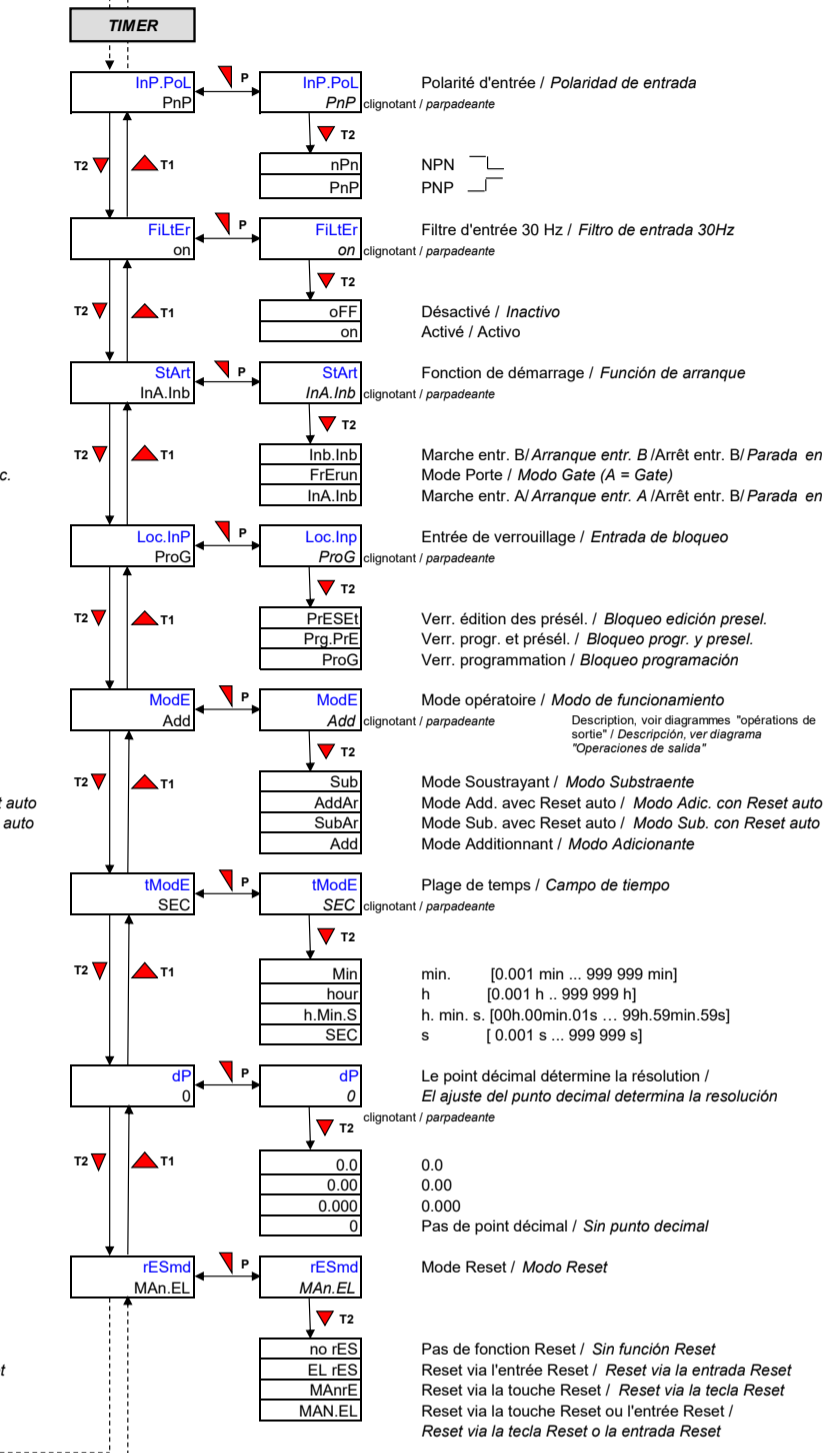 TIMER
InP.PoL
PnP
P
InP.PoL
PnP
Polarité d'entrée / Polaridad de entrada
clignotant / parpadeante
T2
T2
T1
nPn
PnP
NPN
PNP
FiLtEr
on
P
FiLtEr
on
Filtre d'entrée 30 Hz / Filtro de entrada 30Hz
clignotant / parpadeante
T2
T2
T1
oFF
on
Désactivé / Inactivo
Activé / Activo
StArt
InA.Inb
P
StArt
InA.Inb
Fonction de démarrage / Función de arranque
clignotant / parpadeante
T2
T2
T1
Inb.Inb
FrErun
InA.Inb
Marche entr. B/Arranque entr. B /Arrêt entr. B/Parada en
Mode Porte / Modo Gate (A = Gate)
Marche entr. A/Arranque entr. A /Arrêt entr. B/Parada en
c.
Loc.InP
ProG
P
Loc.Inp
ProG
Entrée de verrouillage / Entrada de bloqueo
clignotant / parpadeante
T2
T2
T1
PrESEt
Prg.PrE
ProG
Verr. édition des présél. / Bloqueo edición presel.
Verr. progr. et présél. / Bloqueo progr. y presel.
Verr. programmation / Bloqueo programación
ModE
Add
P
ModE
Add
Mode opératoire / Modo de funcionamiento
clignotant / parpadeante
Description, voir diagrammes "opérations de
sortie" / Descripción, ver diagrama
"Operaciones de salida"
T2
T2
T1
Sub
AddAr
SubAr
Add
Mode Soustrayant / Modo Substraente
Mode Add. avec Reset auto / Modo Adic. con Reset auto
Mode Sub. avec Reset auto / Modo Sub. con Reset auto
Mode Additionnant / Modo Adicionante
t auto
auto
tModE
SEC
P
tModE
SEC
Plage de temps / Campo de tiempo
clignotant / parpadeante
T2
T2
T1
Min
hour
h.Min.S
SEC
min. [0.001 min ... 999 999 min]
h [0.001 h .. 999 999 h]
h. min. s. [00h.00min.01s … 99h.59min.59s]
s [ 0.001 s ... 999 999 s]
dP
0
P
dP
0
Le point décimal détermine la résolution /
El ajuste del punto decimal determina la resolución
clignotant / parpadeante
T2
T2
T1
0.0
0.00
0.000
0
0.0
0.00
0.000
Pas de point décimal / Sin punto decimal
rESmd
MAn.EL
P
rESmd
MAn.EL
Mode Reset / Modo Reset
T2
no rES
EL rES
MAnrE
MAN.EL
Pas de fonction Reset / Sin función Reset
Reset via l'entrée Reset / Reset via la entrada Reset
Reset via la touche Reset / Reset via la tecla Reset
Reset via la touche Reset ou l'entrée Reset /
Reset via la tecla Reset o la entrada Reset
t